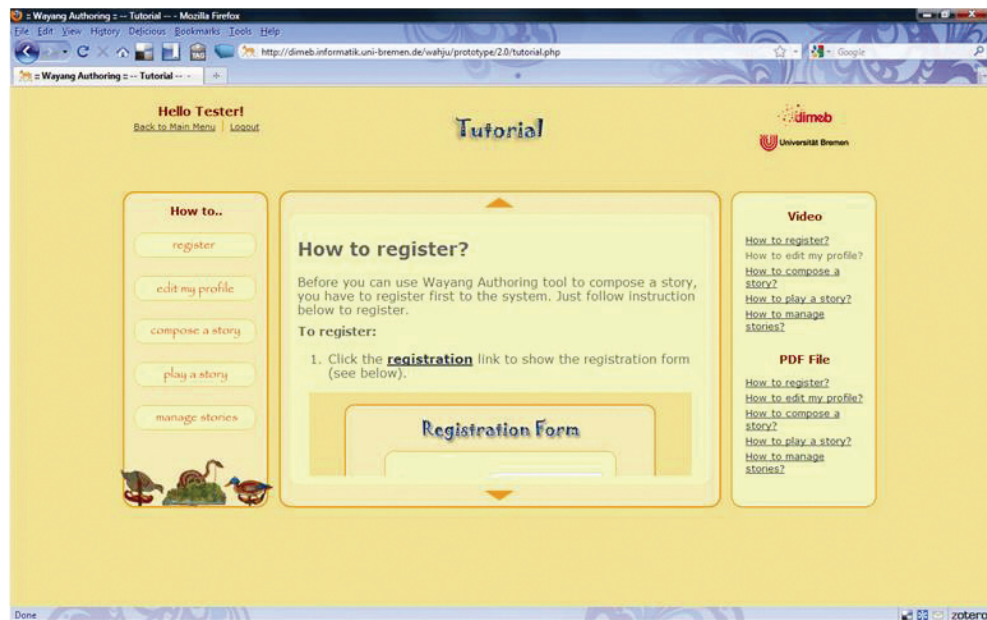 :: Wayang Authoring :: -- Tutorial -- - Mozilla Firefox
File Edit View History Delicious Bookmarks Tools Help
http://dimeb.informatik.uni-bremen.de/wahju/prototype/2.0/tutorial.php
Google
:: Wayang Authoring :: -- Tutorial --
Hello Tester!
Back to Main Menu | Logout
Tutorial
dimeb
Universität Bremen
How to..
register
edit my profile
compose a story
play a story
manage stories
How to register?
Before you can use Wayang Authoring tool to compose a story,
you have to register first to the system. Just follow instruction
below to register.
To register:
1. Click the registration link to show the registration form
(see below).
Registration Form
Video
How to register?
How to edit my profile?
How to compose a
story?
How to play a story?
How to manage
stories?
PDF File
How to register?
How to edit my profile?
How to compose a
story?
How to play a story?
How to manage
stories?
Done
zotero